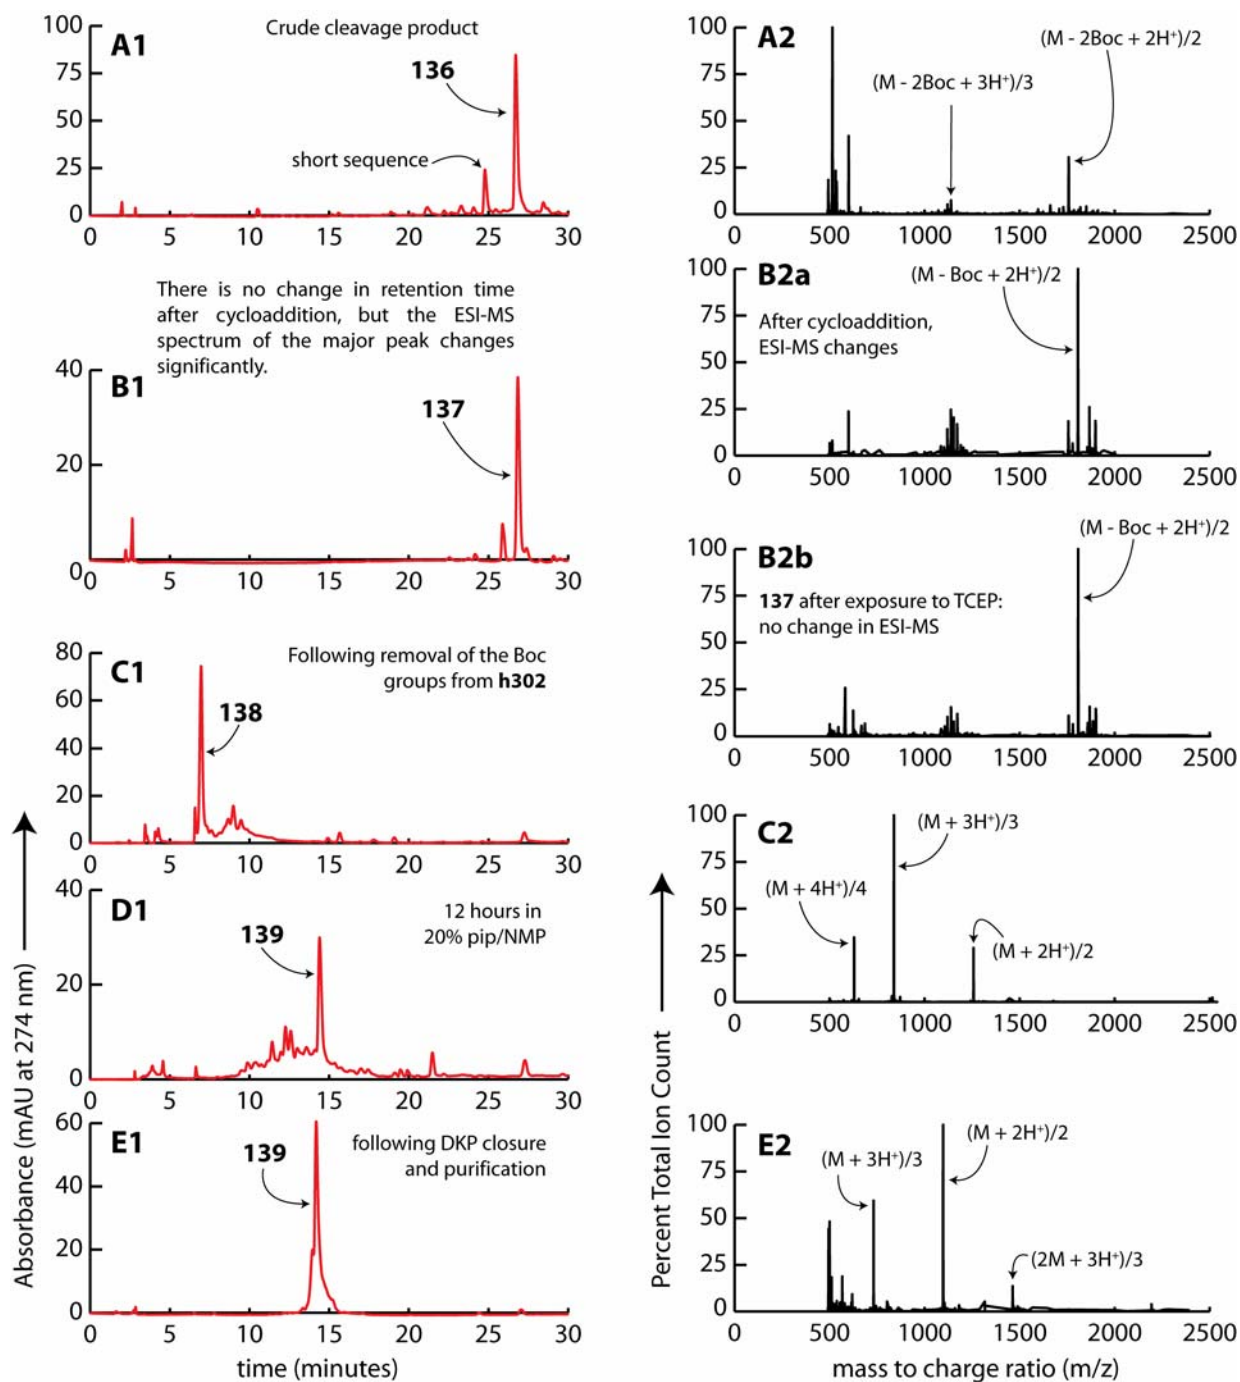 A1
Crude cleavage product
136
short sequence
100
75
50
25
0
0 5 10 15 20 25 30
There is no change in retention time
after cycloaddition, but the ESI-MS
spectrum of the major peak changes
significantly.
B1
137
40
20
0
0 5 10 15 20 25 30
C1
Following removal of the Boc
groups from h302
138
80
60
40
20
0
0 5 10 15 20 25 30
D1
12 hours in
20% pip/NMP
139
40
20
0
0 5 10 15 20 25 30
E1
following DKP closure
and purification
139
60
40
20
0
0 5 10 15 20 25 30
time (minutes)
Absorbance (mAU at 274 nm)
A2
(M - 2Boc + 2H⁺)/2
(M - 2Boc + 3H⁺)/3
100
75
50
25
0
0 500 1000 1500 2000 2500
B2a
(M - Boc + 2H⁺)/2
After cycloaddition,
ESI-MS changes
100
75
50
25
0
0 500 1000 1500 2000 2500
B2b
(M - Boc + 2H⁺)/2
137 after exposure to TCEP:
no change in ESI-MS
100
75
50
25
0
0 500 1000 1500 2000 2500
C2
(M + 3H⁺)/3
(M + 4H⁺)/4
(M + 2H⁺)/2
100
75
50
25
0
0 500 1000 1500 2000 2500
E2
(M + 2H⁺)/2
(M + 3H⁺)/3
(2M + 3H⁺)/3
100
75
50
25
0
0 500 1000 1500 2000 2500
mass to charge ratio (m/z)
Percent Total Ion Count